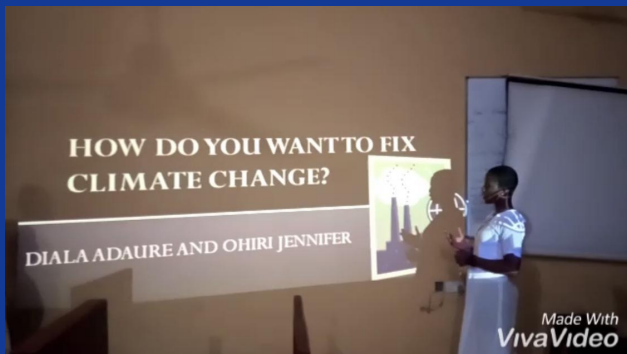 HOW DO YOU WANT TO FIX
CLIMATE CHANGE?
DIALA ADAURE AND OHIRI JENNIFER
Made With
VivaVideo